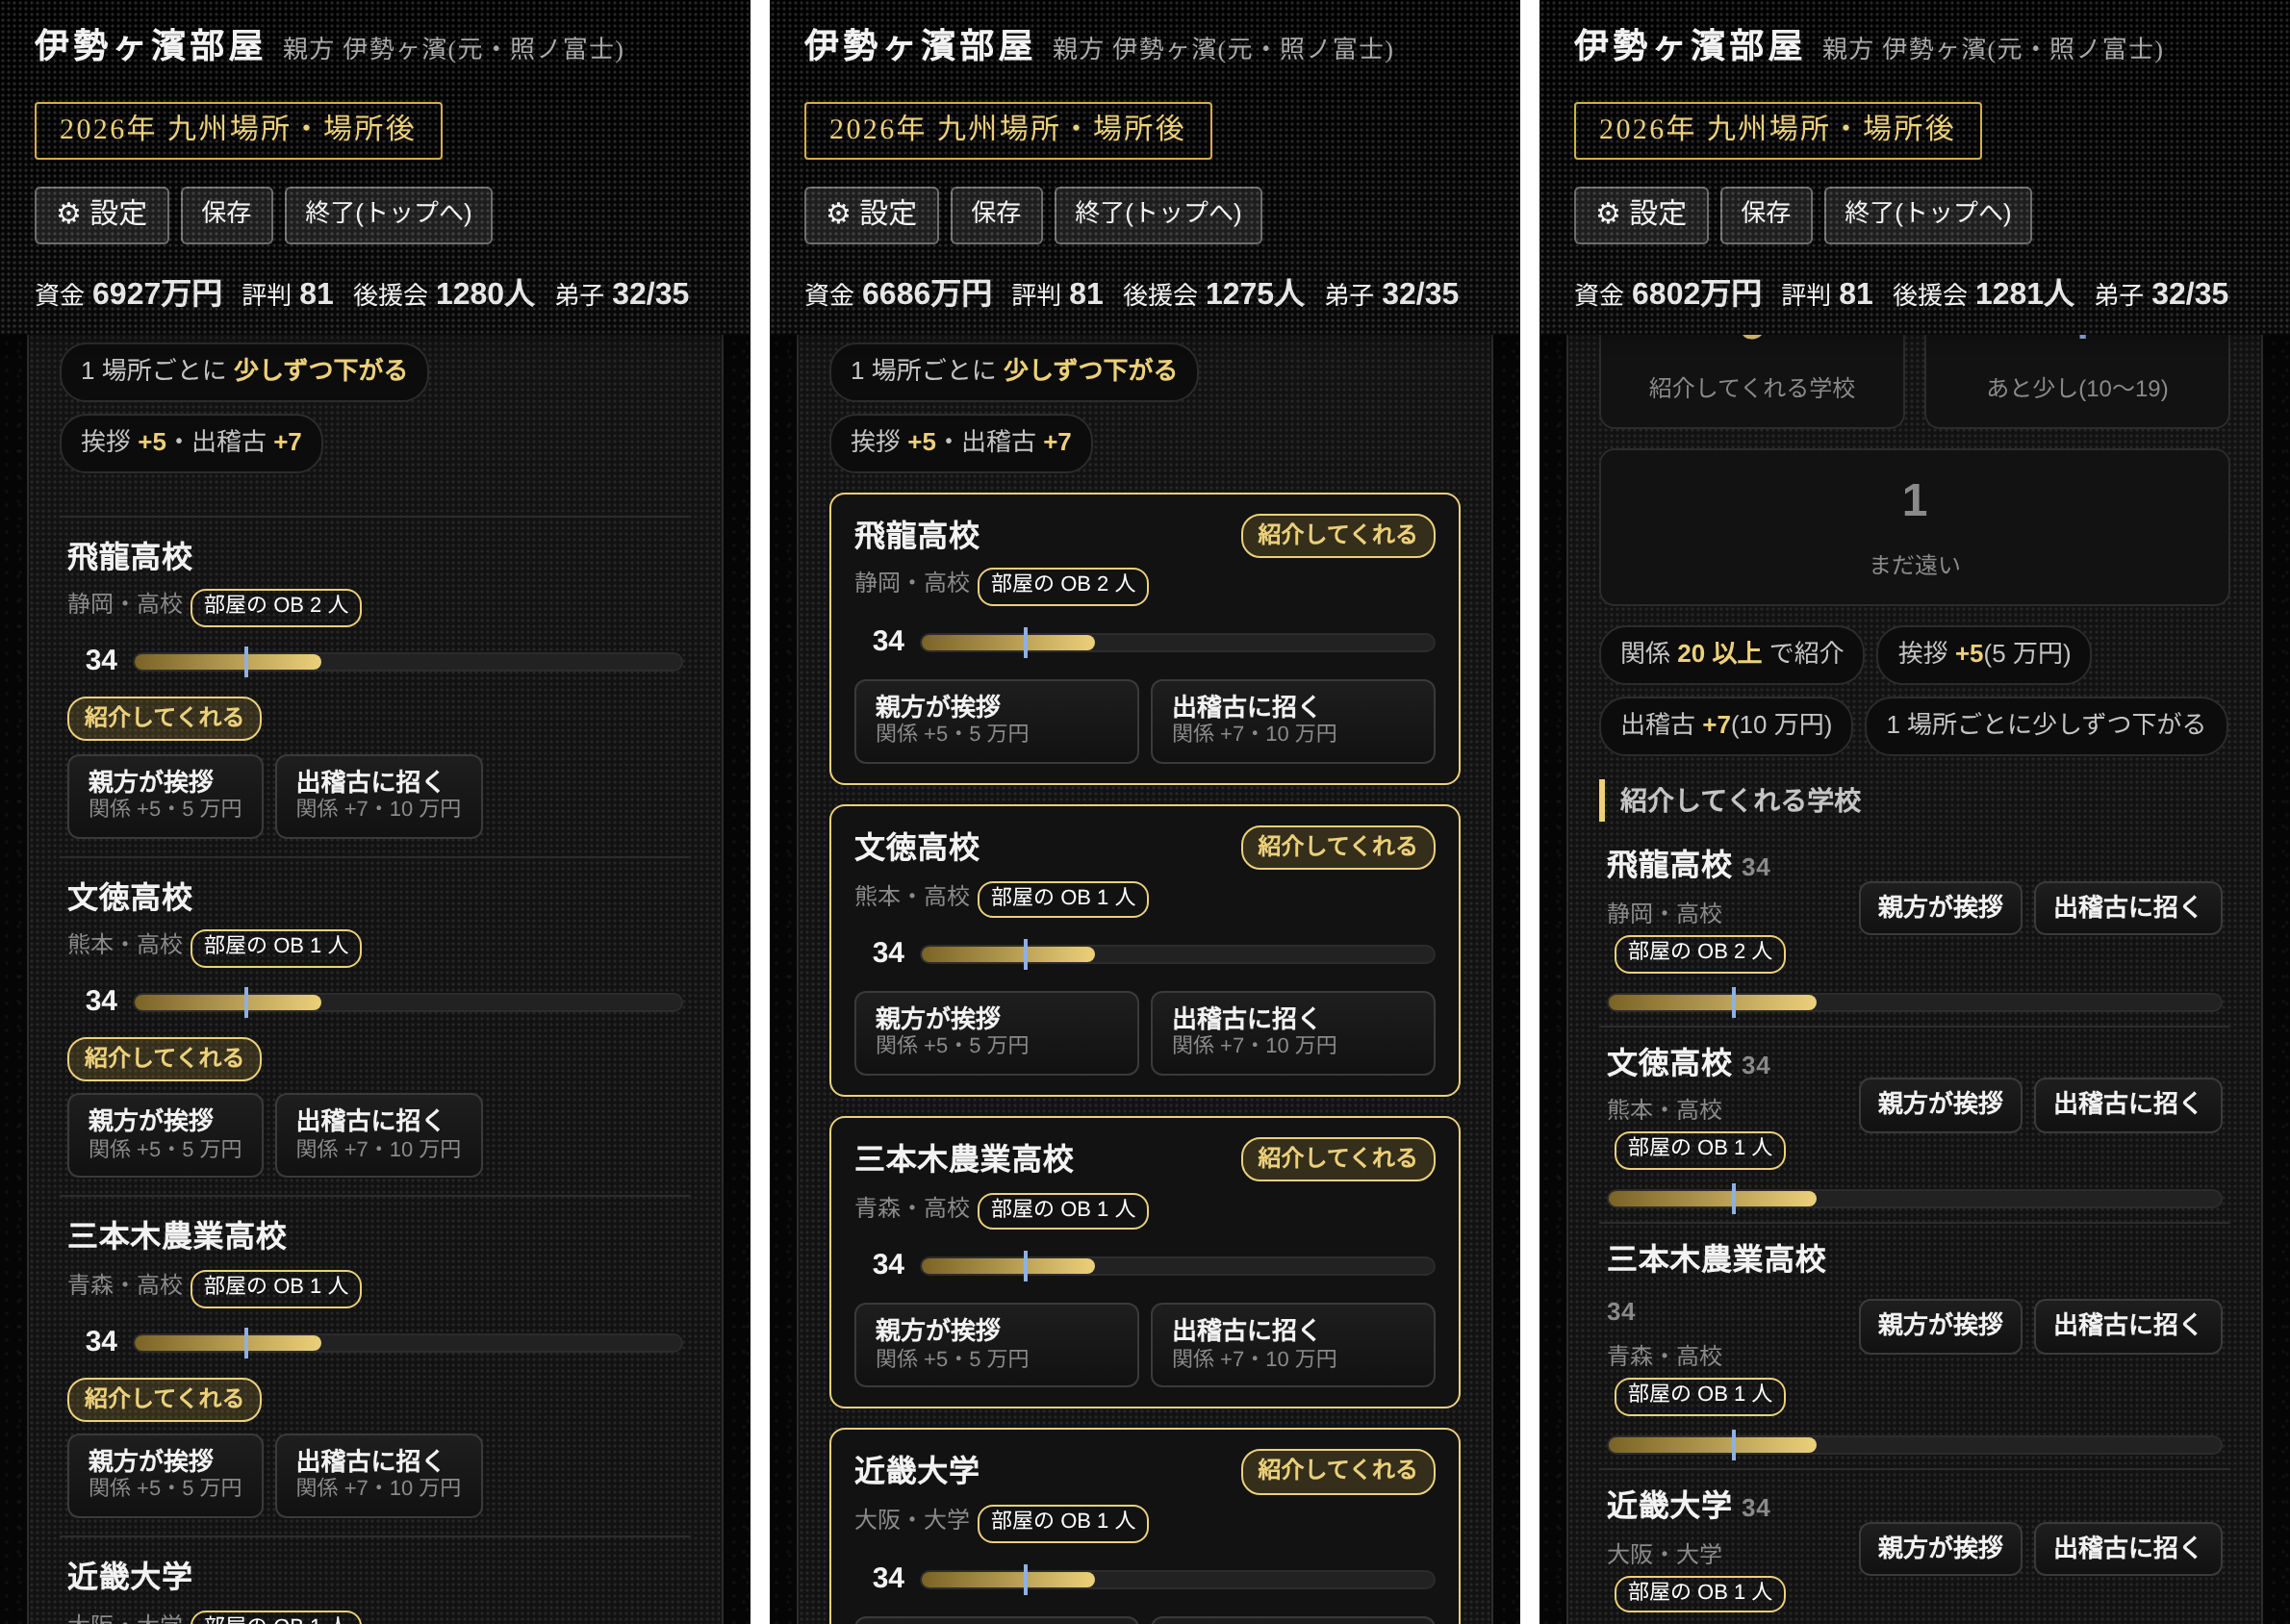 伊勢ヶ濱部屋 親方 伊勢ヶ濱(元・照ノ富士)
2026年 九州場所・場所後
⚙ 設定 保存 終了(トップへ)
資金 6927万円 評判 81 後援会 1280人 弟子 32/35
1 場所ごとに 少しずつ下がる
挨拶 +5・出稽古 +7
飛龍高校
静岡・高校 部屋の OB 2 人
34
紹介してくれる
親方が挨拶 出稽古に招く
関係 +5・5 万円 関係 +7・10 万円
文徳高校
熊本・高校 部屋の OB 1 人
34
紹介してくれる
親方が挨拶 出稽古に招く
関係 +5・5 万円 関係 +7・10 万円
三本木農業高校
青森・高校 部屋の OB 1 人
34
紹介してくれる
親方が挨拶 出稽古に招く
関係 +5・5 万円 関係 +7・10 万円
近畿大学
大阪・大学 部屋の OB 1 人
伊勢ヶ濱部屋 親方 伊勢ヶ濱(元・照ノ富士)
2026年 九州場所・場所後
⚙ 設定 保存 終了(トップへ)
資金 6686万円 評判 81 後援会 1275人 弟子 32/35
1 場所ごとに 少しずつ下がる
挨拶 +5・出稽古 +7
飛龍高校 紹介してくれる
静岡・高校 部屋の OB 2 人
34
親方が挨拶 出稽古に招く
関係 +5・5 万円 関係 +7・10 万円
文徳高校 紹介してくれる
熊本・高校 部屋の OB 1 人
34
親方が挨拶 出稽古に招く
関係 +5・5 万円 関係 +7・10 万円
三本木農業高校 紹介してくれる
青森・高校 部屋の OB 1 人
34
親方が挨拶 出稽古に招く
関係 +5・5 万円 関係 +7・10 万円
近畿大学 紹介してくれる
大阪・大学 部屋の OB 1 人
34
伊勢ヶ濱部屋 親方 伊勢ヶ濱(元・照ノ富士)
2026年 九州場所・場所後
⚙ 設定 保存 終了(トップへ)
資金 6802万円 評判 81 後援会 1281人 弟子 32/35
紹介してくれる学校 あと少し(10〜19)
1
まだ遠い
関係 20 以上 で紹介 挨拶 +5(5 万円)
出稽古 +7(10 万円) 1 場所ごとに少しずつ下がる
紹介してくれる学校
飛龍高校 34
静岡・高校 親方が挨拶 出稽古に招く
部屋の OB 2 人
文徳高校 34
熊本・高校 親方が挨拶 出稽古に招く
部屋の OB 1 人
三本木農業高校
34 親方が挨拶 出稽古に招く
青森・高校
部屋の OB 1 人
近畿大学 34
大阪・大学 親方が挨拶 出稽古に招く
部屋の OB 1 人